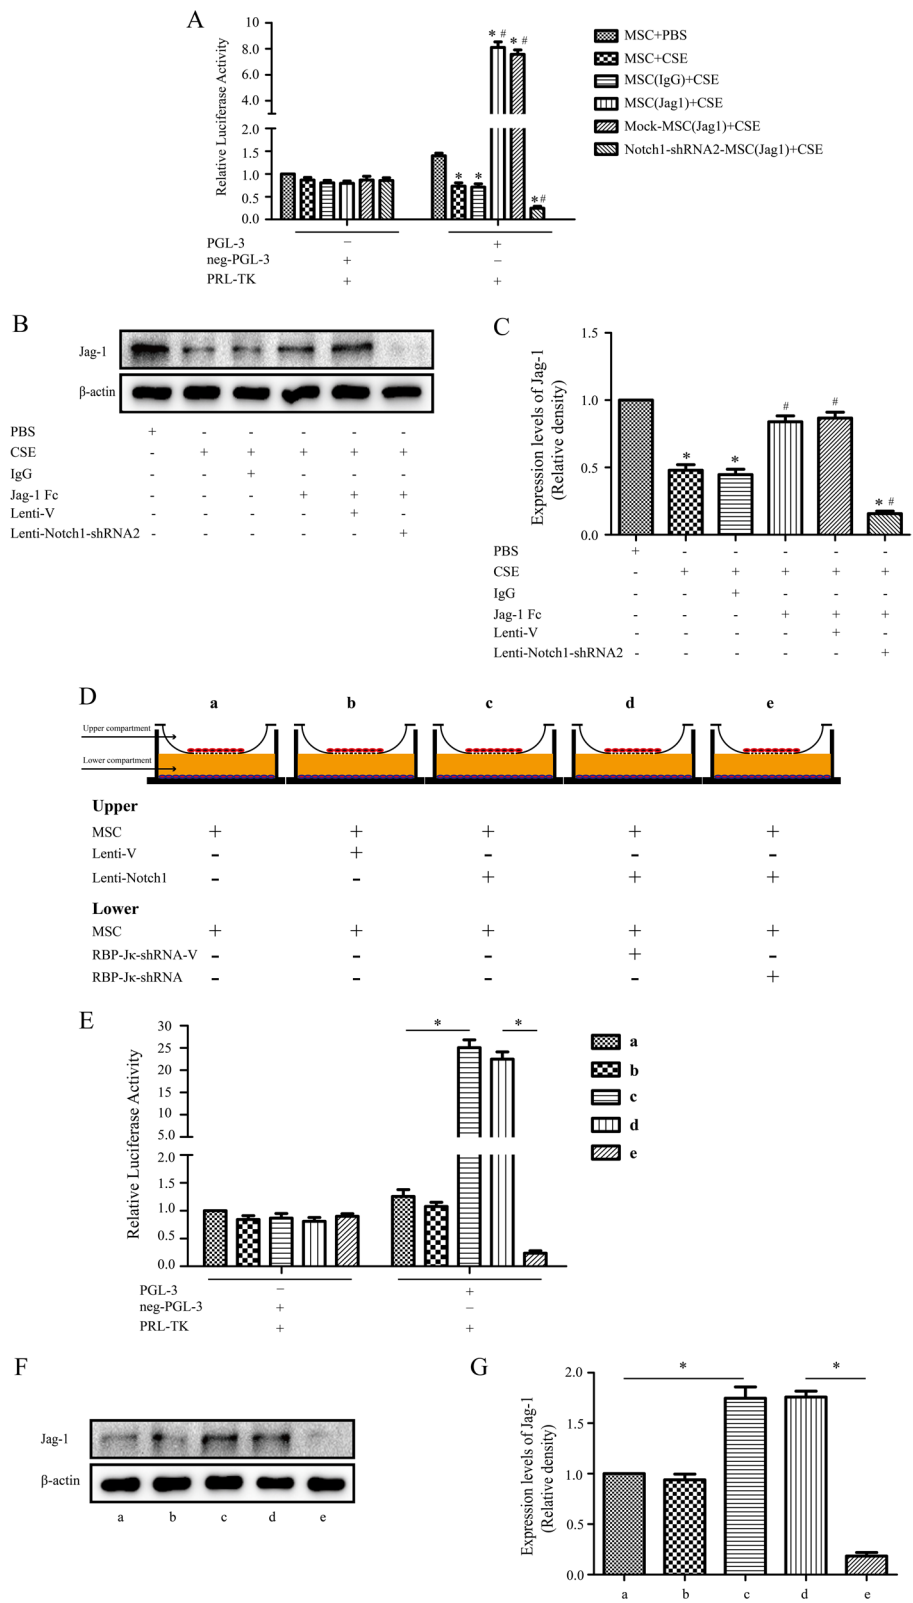 A
Relative Luciferase Activity
10
8.0
6.0
4.0
2.0
1.5
1.0
0.5
0.0
* * * # * # *#
MSC+PBS
MSC+CSE
MSC(IgG)+CSE
MSC(Jag1)+CSE
Mock-MSC(Jag1)+CSE
Notch1-shRNA2-MSC(Jag1)+CSE
PGL-3 − +
neg-PGL-3 + −
PRL-TK + +
B
Jag-1
β-actin
PBS + - - - - -
CSE - + + + + +
IgG - - + - - -
Jag-1 Fc - - - + + +
Lenti-V - - - - + -
Lenti-Notch1-shRNA2 - - - - - +
C
Expression levels of Jag-1
(Relative density)
1.5
1.0
0.5
0.0
* * # # * #
PBS + - - - - -
CSE - + + + + +
IgG - - + - - -
Jag-1 Fc - - - + + +
Lenti-V - - - - + -
Lenti-Notch1-shRNA2 - - - - - +
D
a b c d e
Upper compartment
Lower compartment
Upper
MSC + + + + +
Lenti-V - + - - -
Lenti-Notch1 - - + + +
Lower
MSC + + + + +
RBP-Jκ-shRNA-V - - - + -
RBP-Jκ-shRNA - - - - +
E
Relative Luciferase Activity
30
25
20
15
10
5.0
2.0
1.5
1.0
0.5
0.0
* *
a
b
c
d
e
PGL-3 − +
neg-PGL-3 + −
PRL-TK + +
F
Jag-1
β-actin
a b c d e
G
Expression levels of Jag-1
(Relative density)
2.0
1.5
1.0
0.5
0.0
* *
a b c d e